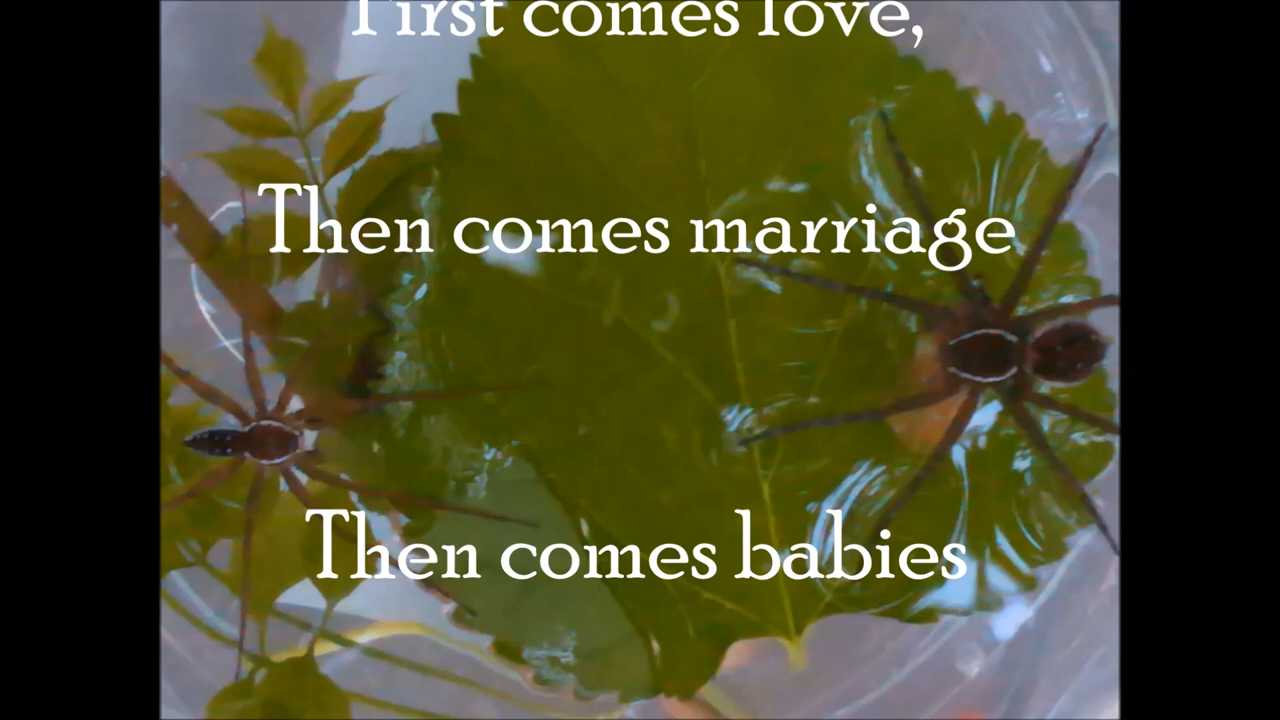 First comes love,
Then comes marriage
Then comes babies